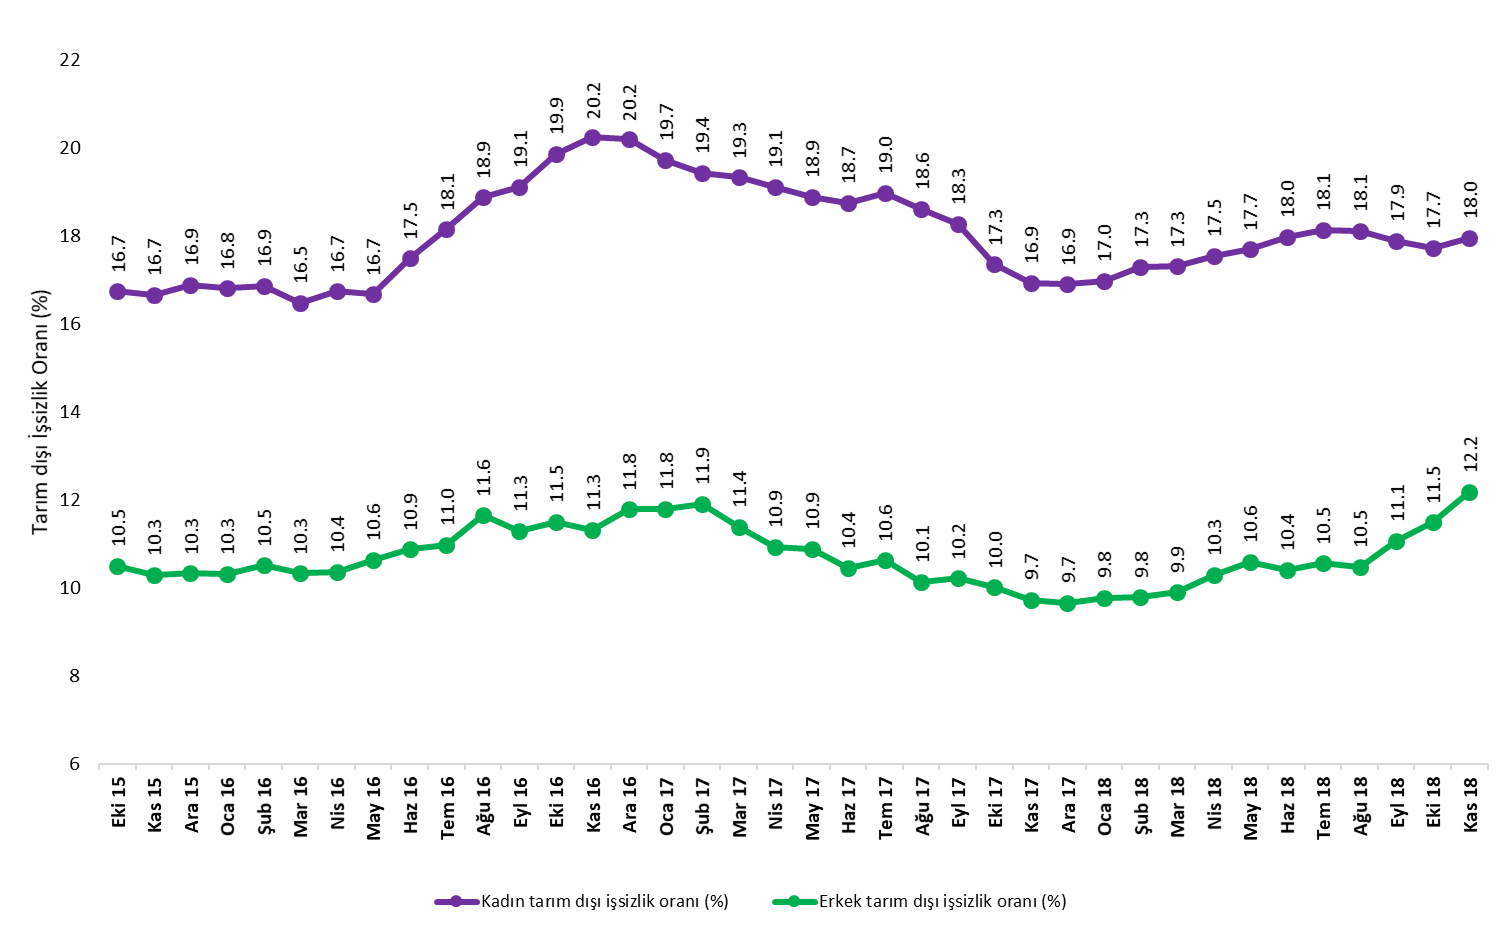 22
20
18
16
14
12
10
8
6
Tarım dışı İşsizlik Oranı (%)
16.7 16.7 16.9 16.8 16.9 16.5 16.7 16.7 17.5 18.1 18.9 19.1 19.9 20.2 20.2 19.7 19.4 19.3 19.1 18.9 18.7 19.0 18.6 18.3 17.3 16.9 16.9 17.0 17.3 17.3 17.5 17.7 18.0 18.1 18.1 17.9 17.7 18.0
10.5 10.3 10.3 10.3 10.5 10.3 10.4 10.6 10.9 11.0 11.6 11.3 11.5 11.3 11.8 11.8 11.9 11.4 10.9 10.9 10.4 10.6 10.1 10.2 10.0 9.7 9.7 9.8 9.8 9.9 10.3 10.6 10.4 10.5 10.5 11.1 11.5 12.2
Eki 15 Kas 15 Ara 15 Oca 16 Şub 16 Mar 16 Nis 16 May 16 Haz 16 Tem 16 Ağu 16 Eyl 16 Eki 16 Kas 16 Ara 16 Oca 17 Şub 17 Mar 17 Nis 17 May 17 Haz 17 Tem 17 Ağu 17 Eyl 17 Eki 17 Kas 17 Ara 17 Oca 18 Şub 18 Mar 18 Nis 18 May 18 Haz 18 Tem 18 Ağu 18 Eyl 18 Eki 18 Kas 18
Kadın tarım dışı işsizlik oranı (%) Erkek tarım dışı işsizlik oranı (%)